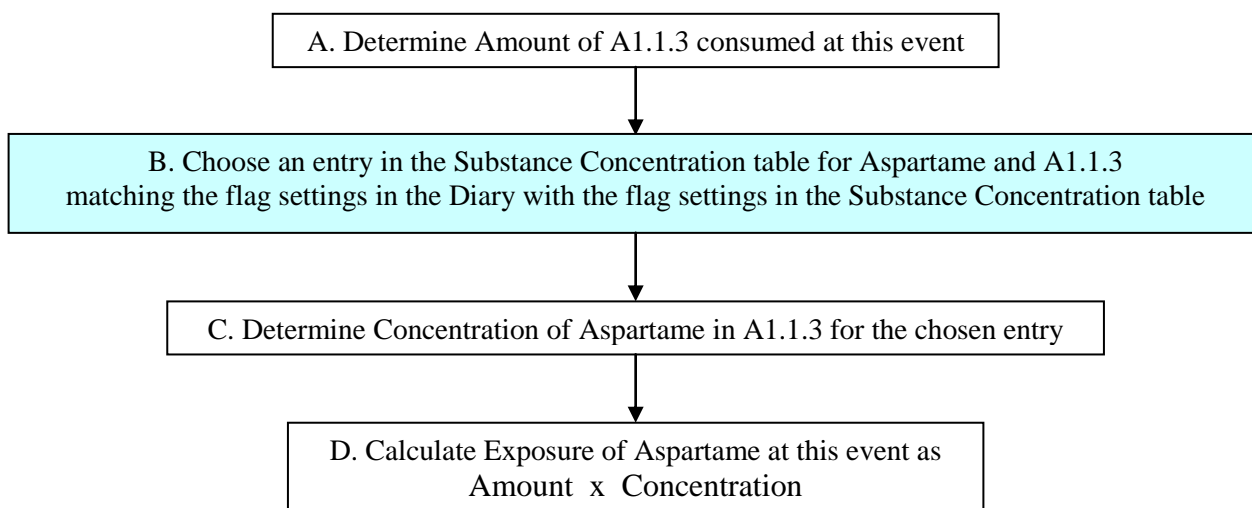 A. Determine Amount of A1.1.3 consumed at this event
B. Choose an entry in the Substance Concentration table for Aspartame and A1.1.3
matching the flag settings in the Diary with the flag settings in the Substance Concentration table
C. Determine Concentration of Aspartame in A1.1.3 for the chosen entry
D. Calculate Exposure of Aspartame at this event as
Amount x Concentration